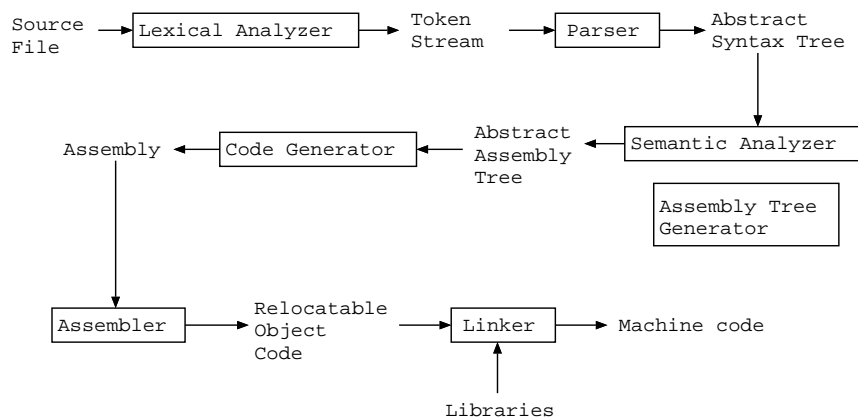 Source
File
Lexical Analyzer
Token
Stream
Parser
Abstract
Syntax Tree
Assembly
Code Generator
Abstract
Assembly
Tree
Semantic Analyzer
Assembly Tree
Generator
Assembler
Relocatable
Object
Code
Linker
Machine code
Libraries